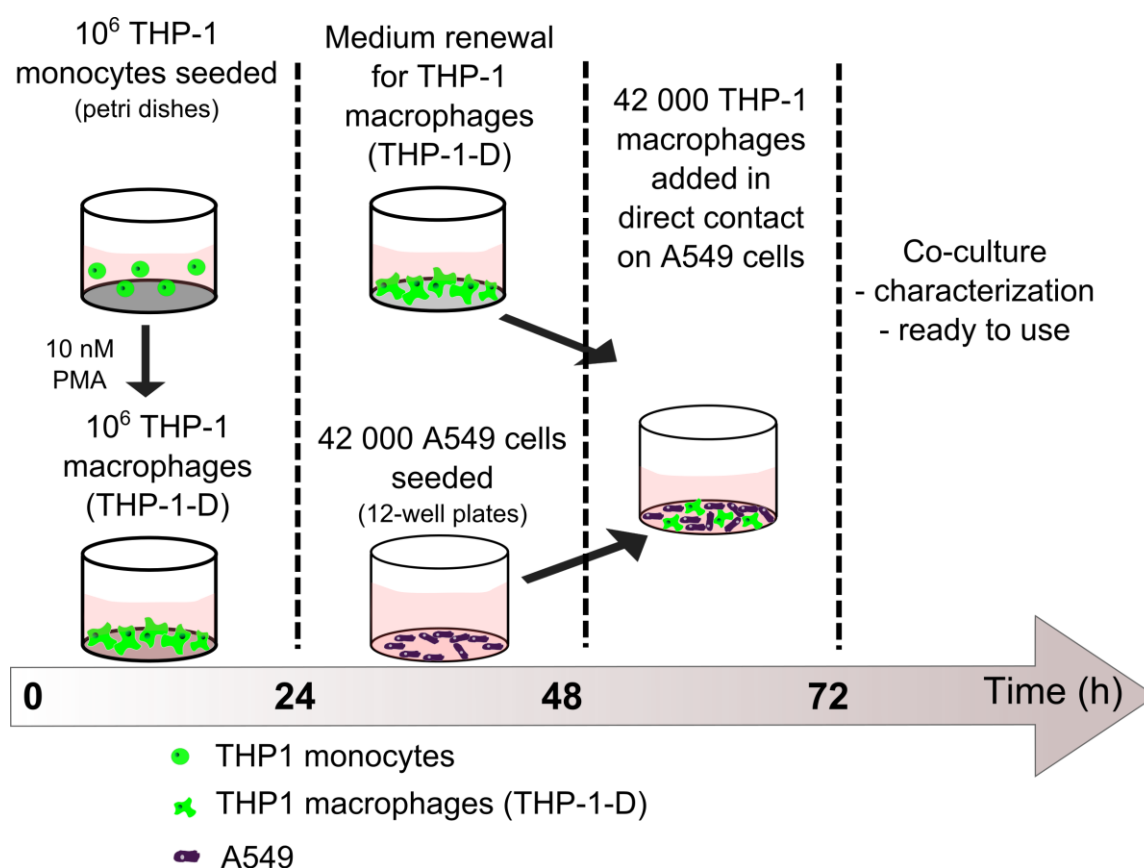 10⁶ THP-1
monocytes seeded
(petri dishes)
10 nM
PMA
10⁶ THP-1
macrophages
(THP-1-D)
Medium renewal
for THP-1
macrophages
(THP-1-D)
42 000 A549 cells
seeded
(12-well plates)
42 000 THP-1
macrophages
added in
direct contact
on A549 cells
Co-culture
- characterization
- ready to use
0 24 48 72 Time (h)
THP1 monocytes
THP1 macrophages (THP-1-D)
A549